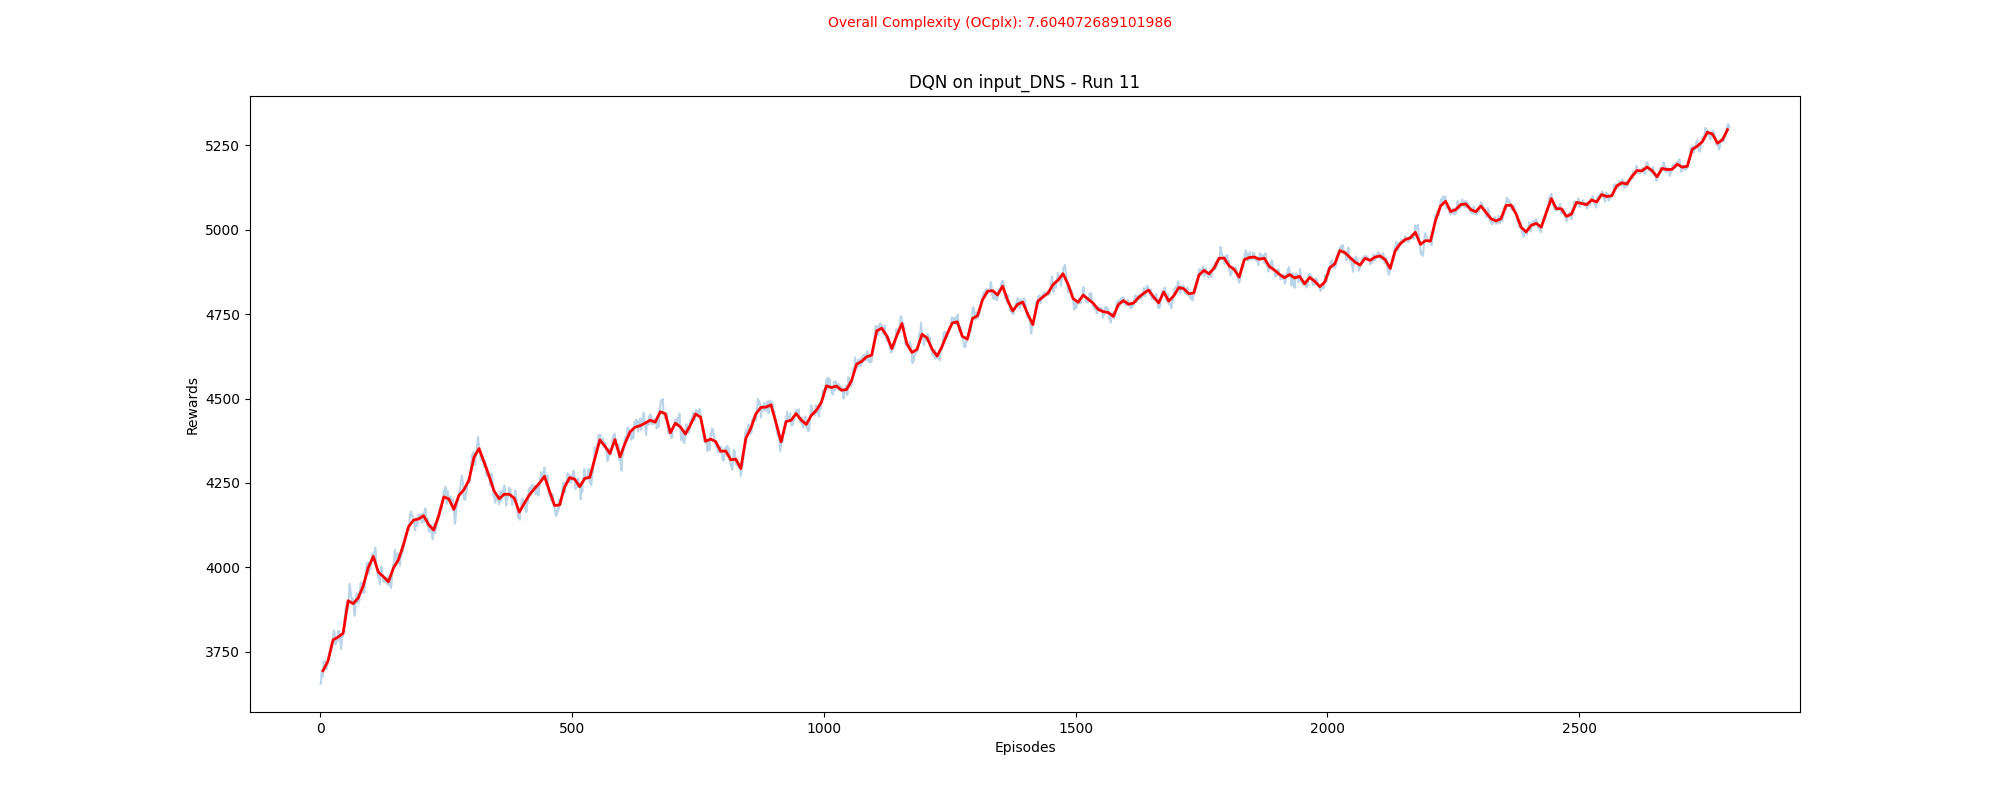 Overall Complexity (OCplx): 7.604072689101986
DQN on input_DNS - Run 11
5250
5000
4750
4500
4250
4000
3750
Rewards
0 500 1000 1500 2000 2500
Episodes